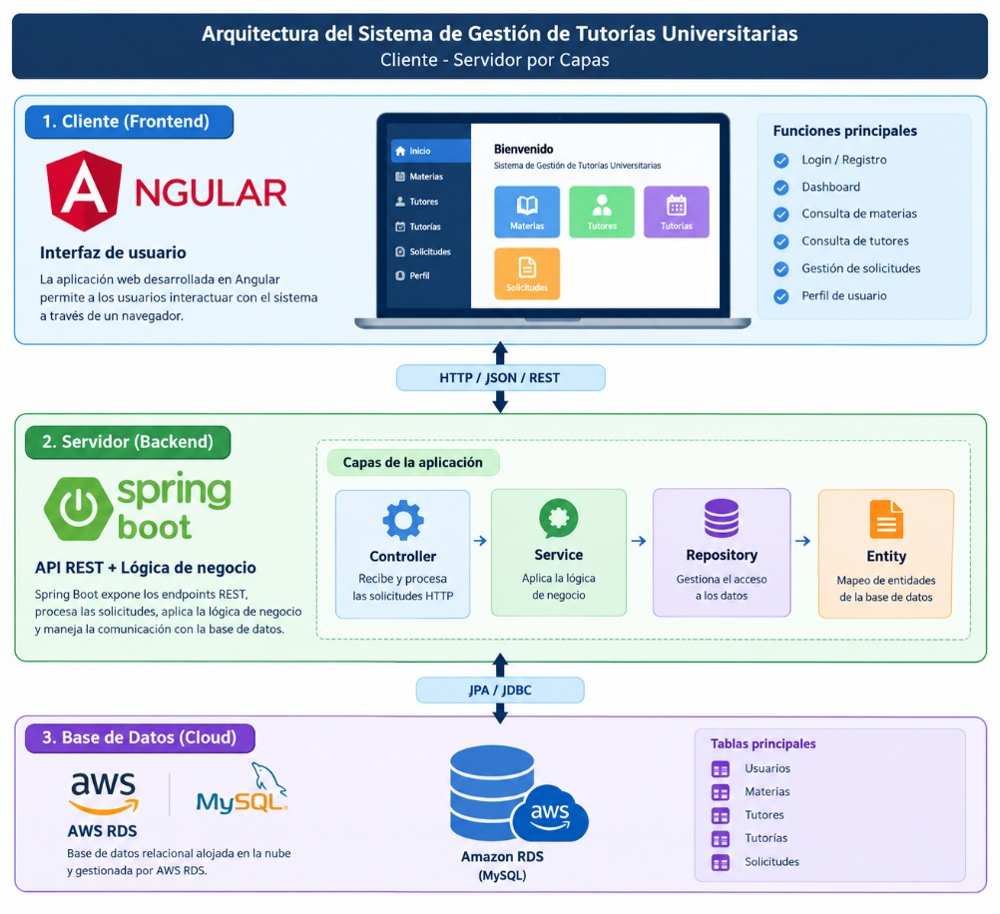 Arquitectura del Sistema de Gestión de Tutorías Universitarias
Cliente - Servidor por Capas
1. Cliente (Frontend)
A NGULAR
Interfaz de usuario
La aplicación web desarrollada en Angular
permite a los usuarios interactuar con el sistema
a través de un navegador.
Inicio
Materias
Tutores
Tutorías
Solicitudes
Perfil
Bienvenido
Sistema de Gestión de Tutorías Universitarias
Materias
Tutores
Tutorias
Solicitudes
Funciones principales
Login / Registro
Dashboard
Consulta de materias
Consulta de tutores
Gestión de solicitudes
Perfil de usuario
HTTP / JSON / REST
2. Servidor (Backend)
spring
boot
API REST + Lógica de negocio
Spring Boot expone los endpoints REST,
procesa las solicitudes, aplica la lógica de negocio
y maneja la comunicación con la base de datos.
Capas de la aplicación
Controller
Recibe y procesa
las solicitudes HTTP
Service
Aplica la lógica
de negocio
Repository
Gestiona el acceso
a los datos
Entity
Mapeo de entidades
de la base de datos
JPA / JDBC
3. Base de Datos (Cloud)
aws
MySQL®
AWS RDS
Base de datos relacional alojada en la nube
y gestionada por AWS RDS.
aws
Amazon RDS
(MySQL)
Tablas principales
Usuarios
Materias
Tutores
Tutorías
Solicitudes